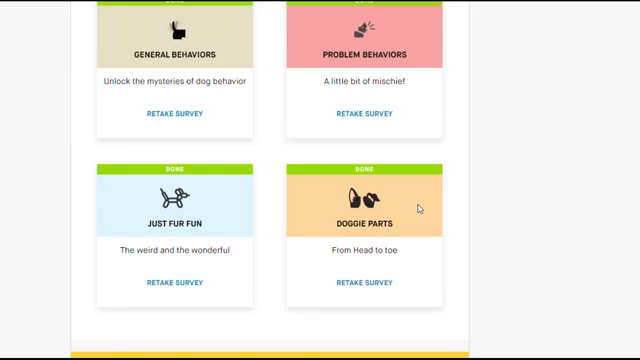 GENERAL BEHAVIORS
Unlock the mysteries of dog behavior
RETAKE SURVEY
PROBLEM BEHAVIORS
A little bit of mischief
RETAKE SURVEY
DONE
JUST FUR FUN
The weird and the wonderful
RETAKE SURVEY
DONE
DOGGIE PARTS
From Head to toe
RETAKE SURVEY